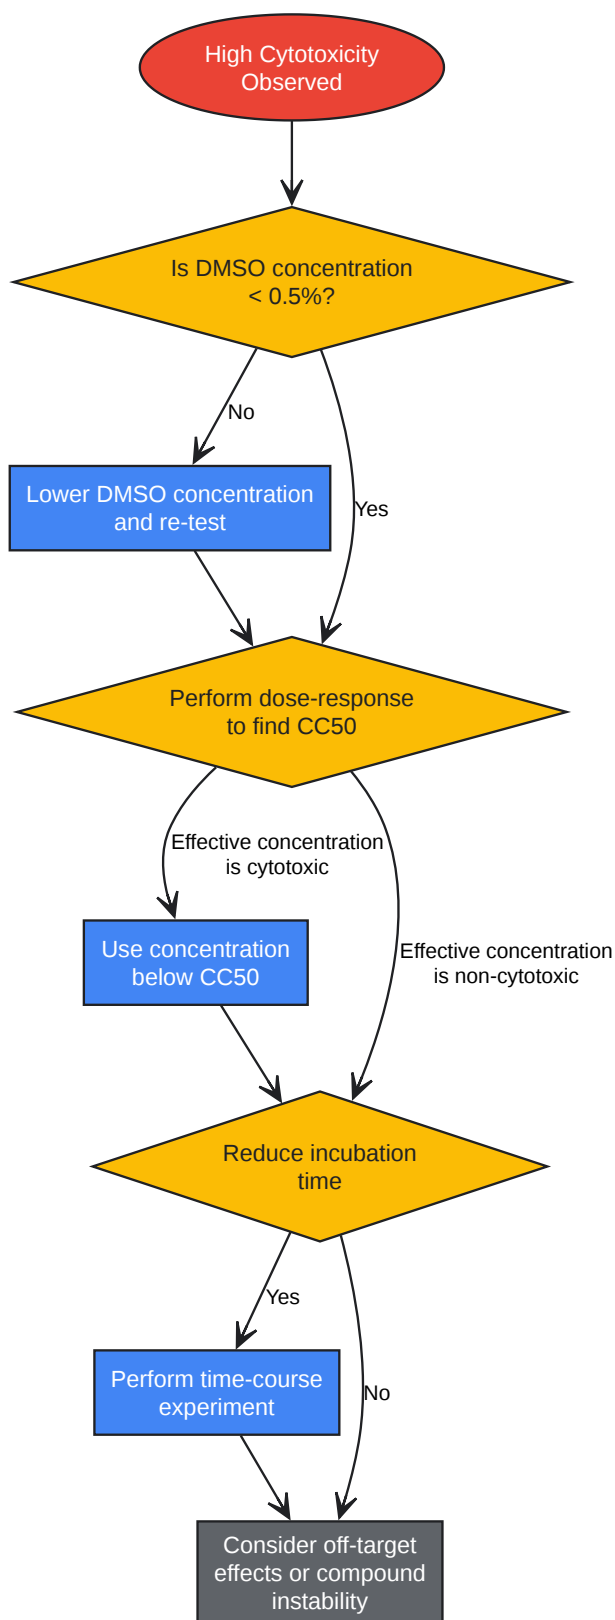 High Cytotoxicity
Observed
Is DMSO concentration
< 0.5%?
No
Lower DMSO concentration
and re-test
Yes
Perform dose-response
to find CC50
Effective concentration
is cytotoxic
Use concentration
below CC50
Effective concentration
is non-cytotoxic
Reduce incubation
time
Yes
Perform time-course
experiment
No
Consider off-target
effects or compound
instability